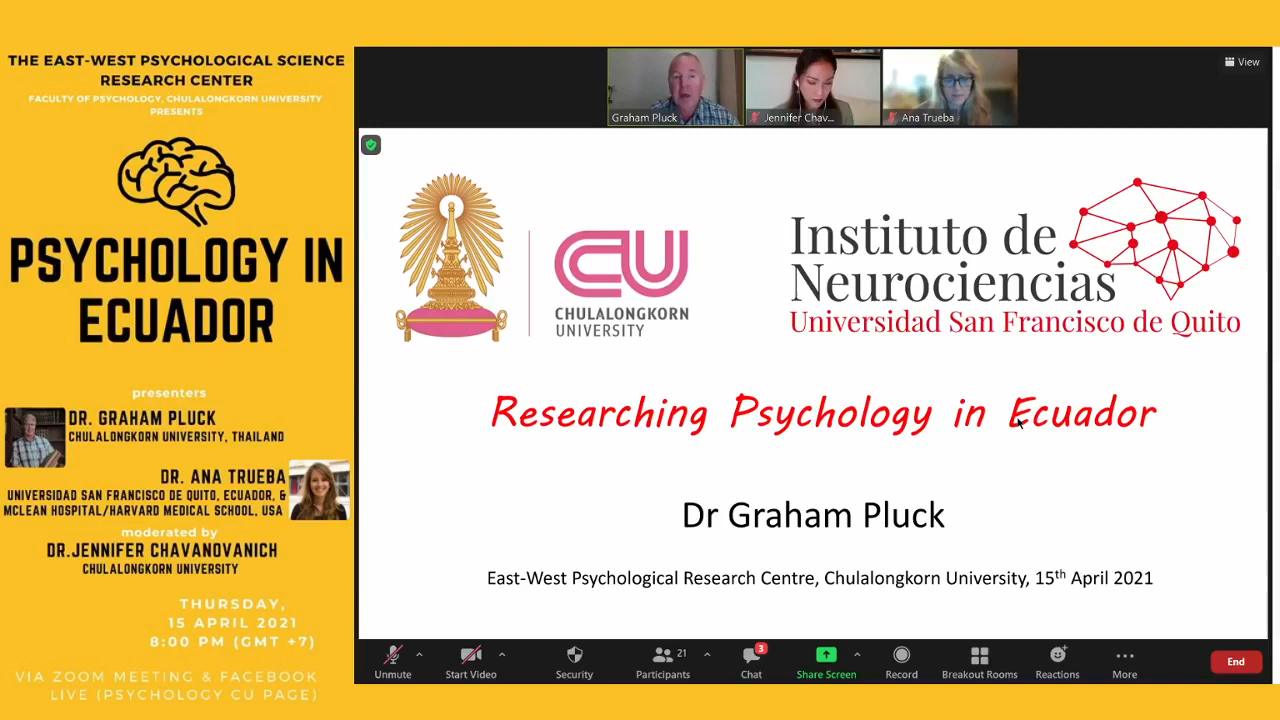 THE EAST-WEST PSYCHOLOGICAL SCIENCE
RESEARCH CENTER
FACULTY OF PSYCHOLOGY, CHULALONGKORN UNIVERSITY
PRESENTS
PSYCHOLOGY IN
ECUADOR
presenters
DR. GRAHAM PLUCK
CHULALONGKORN UNIVERSITY, THAILAND
DR. ANA TRUEBA
UNIVERSIDAD SAN FRANCISCO DE QUITO, ECUADOR, &
MCLEAN HOSPITAL/HARVARD MEDICAL SCHOOL, USA
moderated by
DR.JENNIFER CHAVANOVANICH
CHULALONGKORN UNIVERSITY
THURSDAY,
15 APRIL 2021
8:00 PM (GMT +7)
VIA ZOOM MEETING & FACEBOOK
LIVE (PSYCHOLOGY CU PAGE)
Graham Pluck
Jennifer Chav...
Ana Trueba
View
CU
CHULALONGKORN
UNIVERSITY
Instituto de
Neurociencias
Universidad San Francisco de Quito
Researching Psychology in Ecuador
Dr Graham Pluck
East-West Psychological Research Centre, Chulalongkorn University, 15th April 2021
Unmute
Start Video
Security
21
Participants
3
Chat
Share Screen
Record
Breakout Rooms
Reactions
More
End